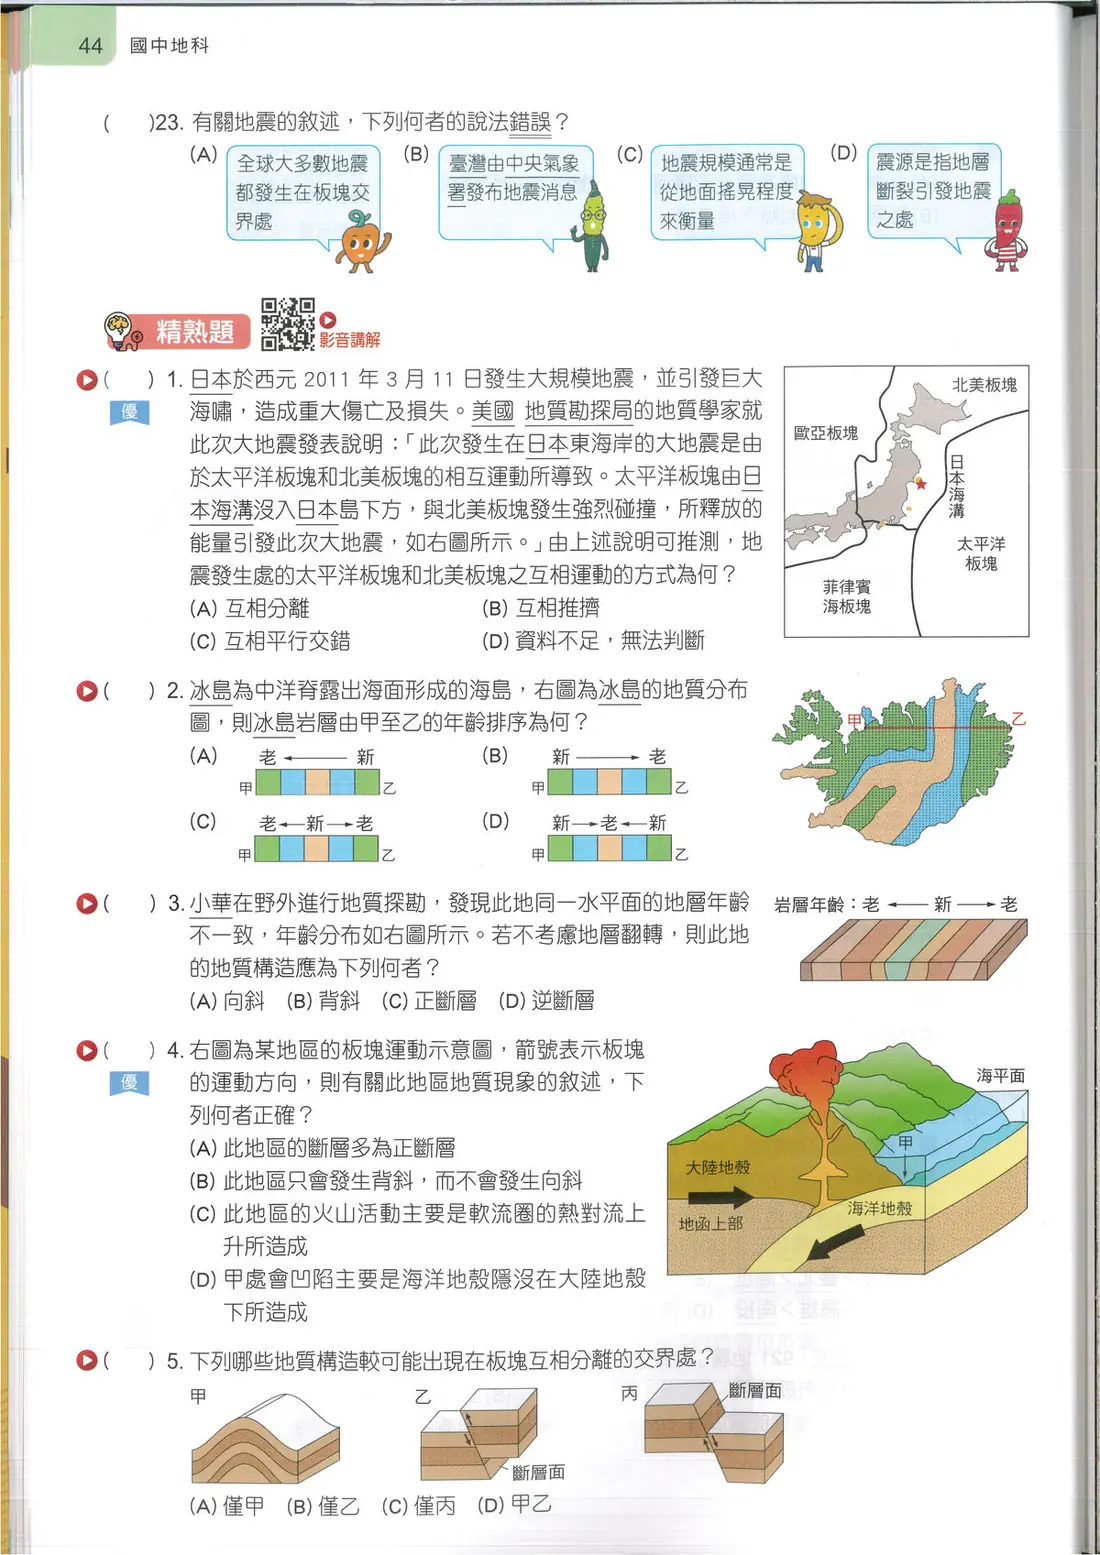 44 國中地科
( )23. 有關地震的敘述，下列何者的說法錯誤？
(A) 全球大多數地震
都發生在板塊交
界處
(B) 臺灣由中央氣象
署發布地震消息
(C) 地震規模通常是
從地面搖晃程度
來衡量
(D) 震源是指地層
斷裂引發地震
之處
精熟題
影音講解
( ) 1. 日本於西元 2011 年 3 月 11 日發生大規模地震，並引發巨大
優
海嘯，造成重大傷亡及損失。美國 地質勘探局的地質學家就
此次大地震發表說明：「此次發生在日本東海岸的大地震是由
於太平洋板塊和北美板塊的相互運動所導致。太平洋板塊由日
本海溝沒入日本島下方，與北美板塊發生強烈碰撞，所釋放的
能量引發此次大地震，如右圖所示。」由上述說明可推測，地
震發生處的太平洋板塊和北美板塊之互相運動的方式為何？
(A) 互相分離 (B) 互相推擠
(C) 互相平行交錯 (D) 資料不足，無法判斷
北美板塊
歐亞板塊
日本海溝
太平洋
板塊
菲律賓
海板塊
( ) 2. 冰島為中洋脊露出海面形成的海島，右圖為冰島的地質分布
圖，則冰島岩層由甲至乙的年齡排序為何？
(A) 老 新
甲 乙
(B) 新 老
甲 乙
(C) 老 新 老
甲 乙
(D) 新 老 新
甲 乙
甲 乙
( ) 3. 小華在野外進行地質探勘，發現此地同一水平面的地層年齡
不一致，年齡分布如右圖所示。若不考慮地層翻轉，則此地
的地質構造應為下列何者？
(A) 向斜 (B) 背斜 (C) 正斷層 (D) 逆斷層
岩層年齡：老 新 老
( ) 4. 右圖為某地區的板塊運動示意圖，箭號表示板塊
優
的運動方向，則有關此地區地質現象的敘述，下
列何者正確？
(A) 此地區的斷層多為正斷層
(B) 此地區只會發生背斜，而不會發生向斜
(C) 此地區的火山活動主要是軟流圈的熱對流上
升所造成
(D) 甲處會凹陷主要是海洋地殼隱沒在大陸地殼
下所造成
海平面
甲
大陸地殼
海洋地殼
地函上部
( ) 5. 下列哪些地質構造較可能出現在板塊互相分離的交界處？
甲
乙
斷層面
丙
斷層面
(A) 僅甲 (B) 僅乙 (C) 僅丙 (D) 甲乙